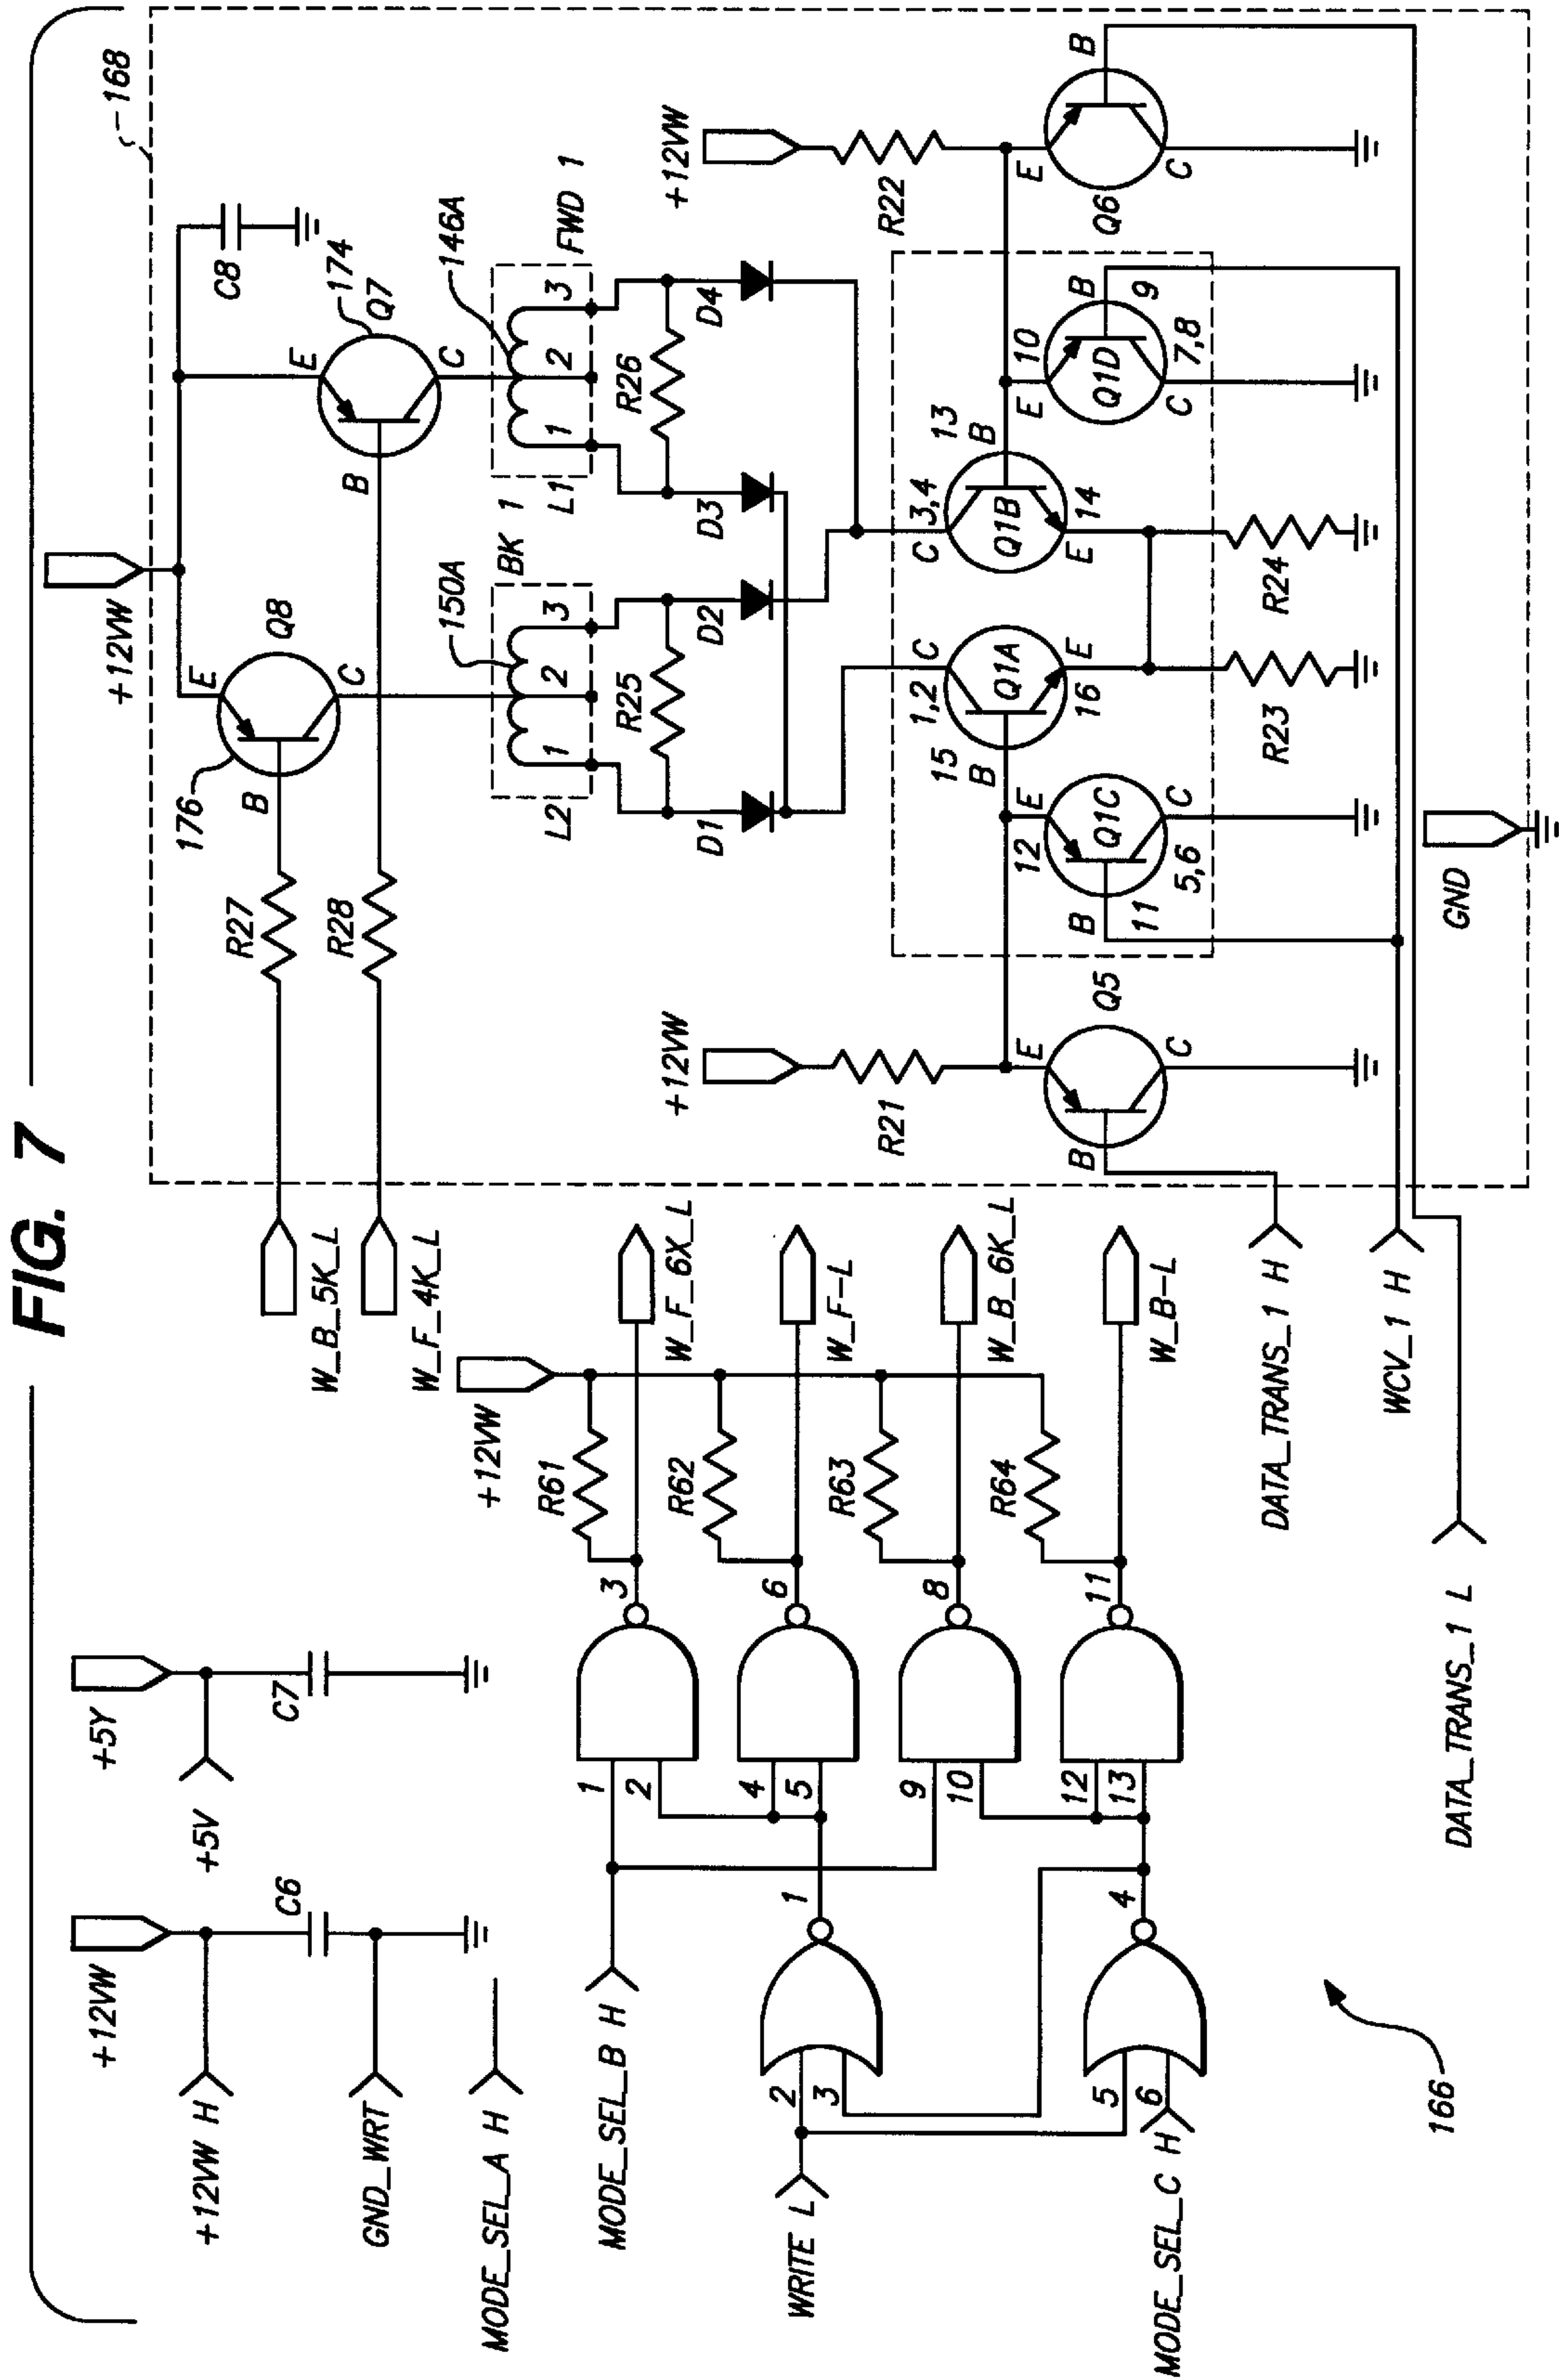 FIG. 7
168
+12VW
+5Y
+12VW
+12VW H
C6
GND_WRT
+5V
C7
MODE_SEL_A H
MODE_SEL_B H
WRITE L
MODE_SEL_C H
2
3
1
5
6
4
1
2
3
4
5
6
9
10
8
12
13
11
+12VW
R61
R62
R63
R64
W_F_6X_L
W_F-L
W_B_6K_L
W_B-L
166
W_B_5K_L
W_F_4K_L
DATA_TRANS_1 H
WCV_1 H
DATA_TRANS_1 L
R27
R28
176
B
E
Q8
C
+12VW
C8
B
E
174
Q7
C
L2
BK 1
150A
1
2
3
L1
FWD 1
146A
1
2
3
R25
R26
D1
D2
D3
D4
+12VW
R21
+12VW
R22
B
E
C
Q5
B
11
12
E
Q1C
5,6
C
15
B
1,2
C
Q1A
16
E
C
3,4
Q1B
13
B
E
14
E
10
Q1D
B
9
C
7,8
E
B
C
Q6
R23
R24
GND